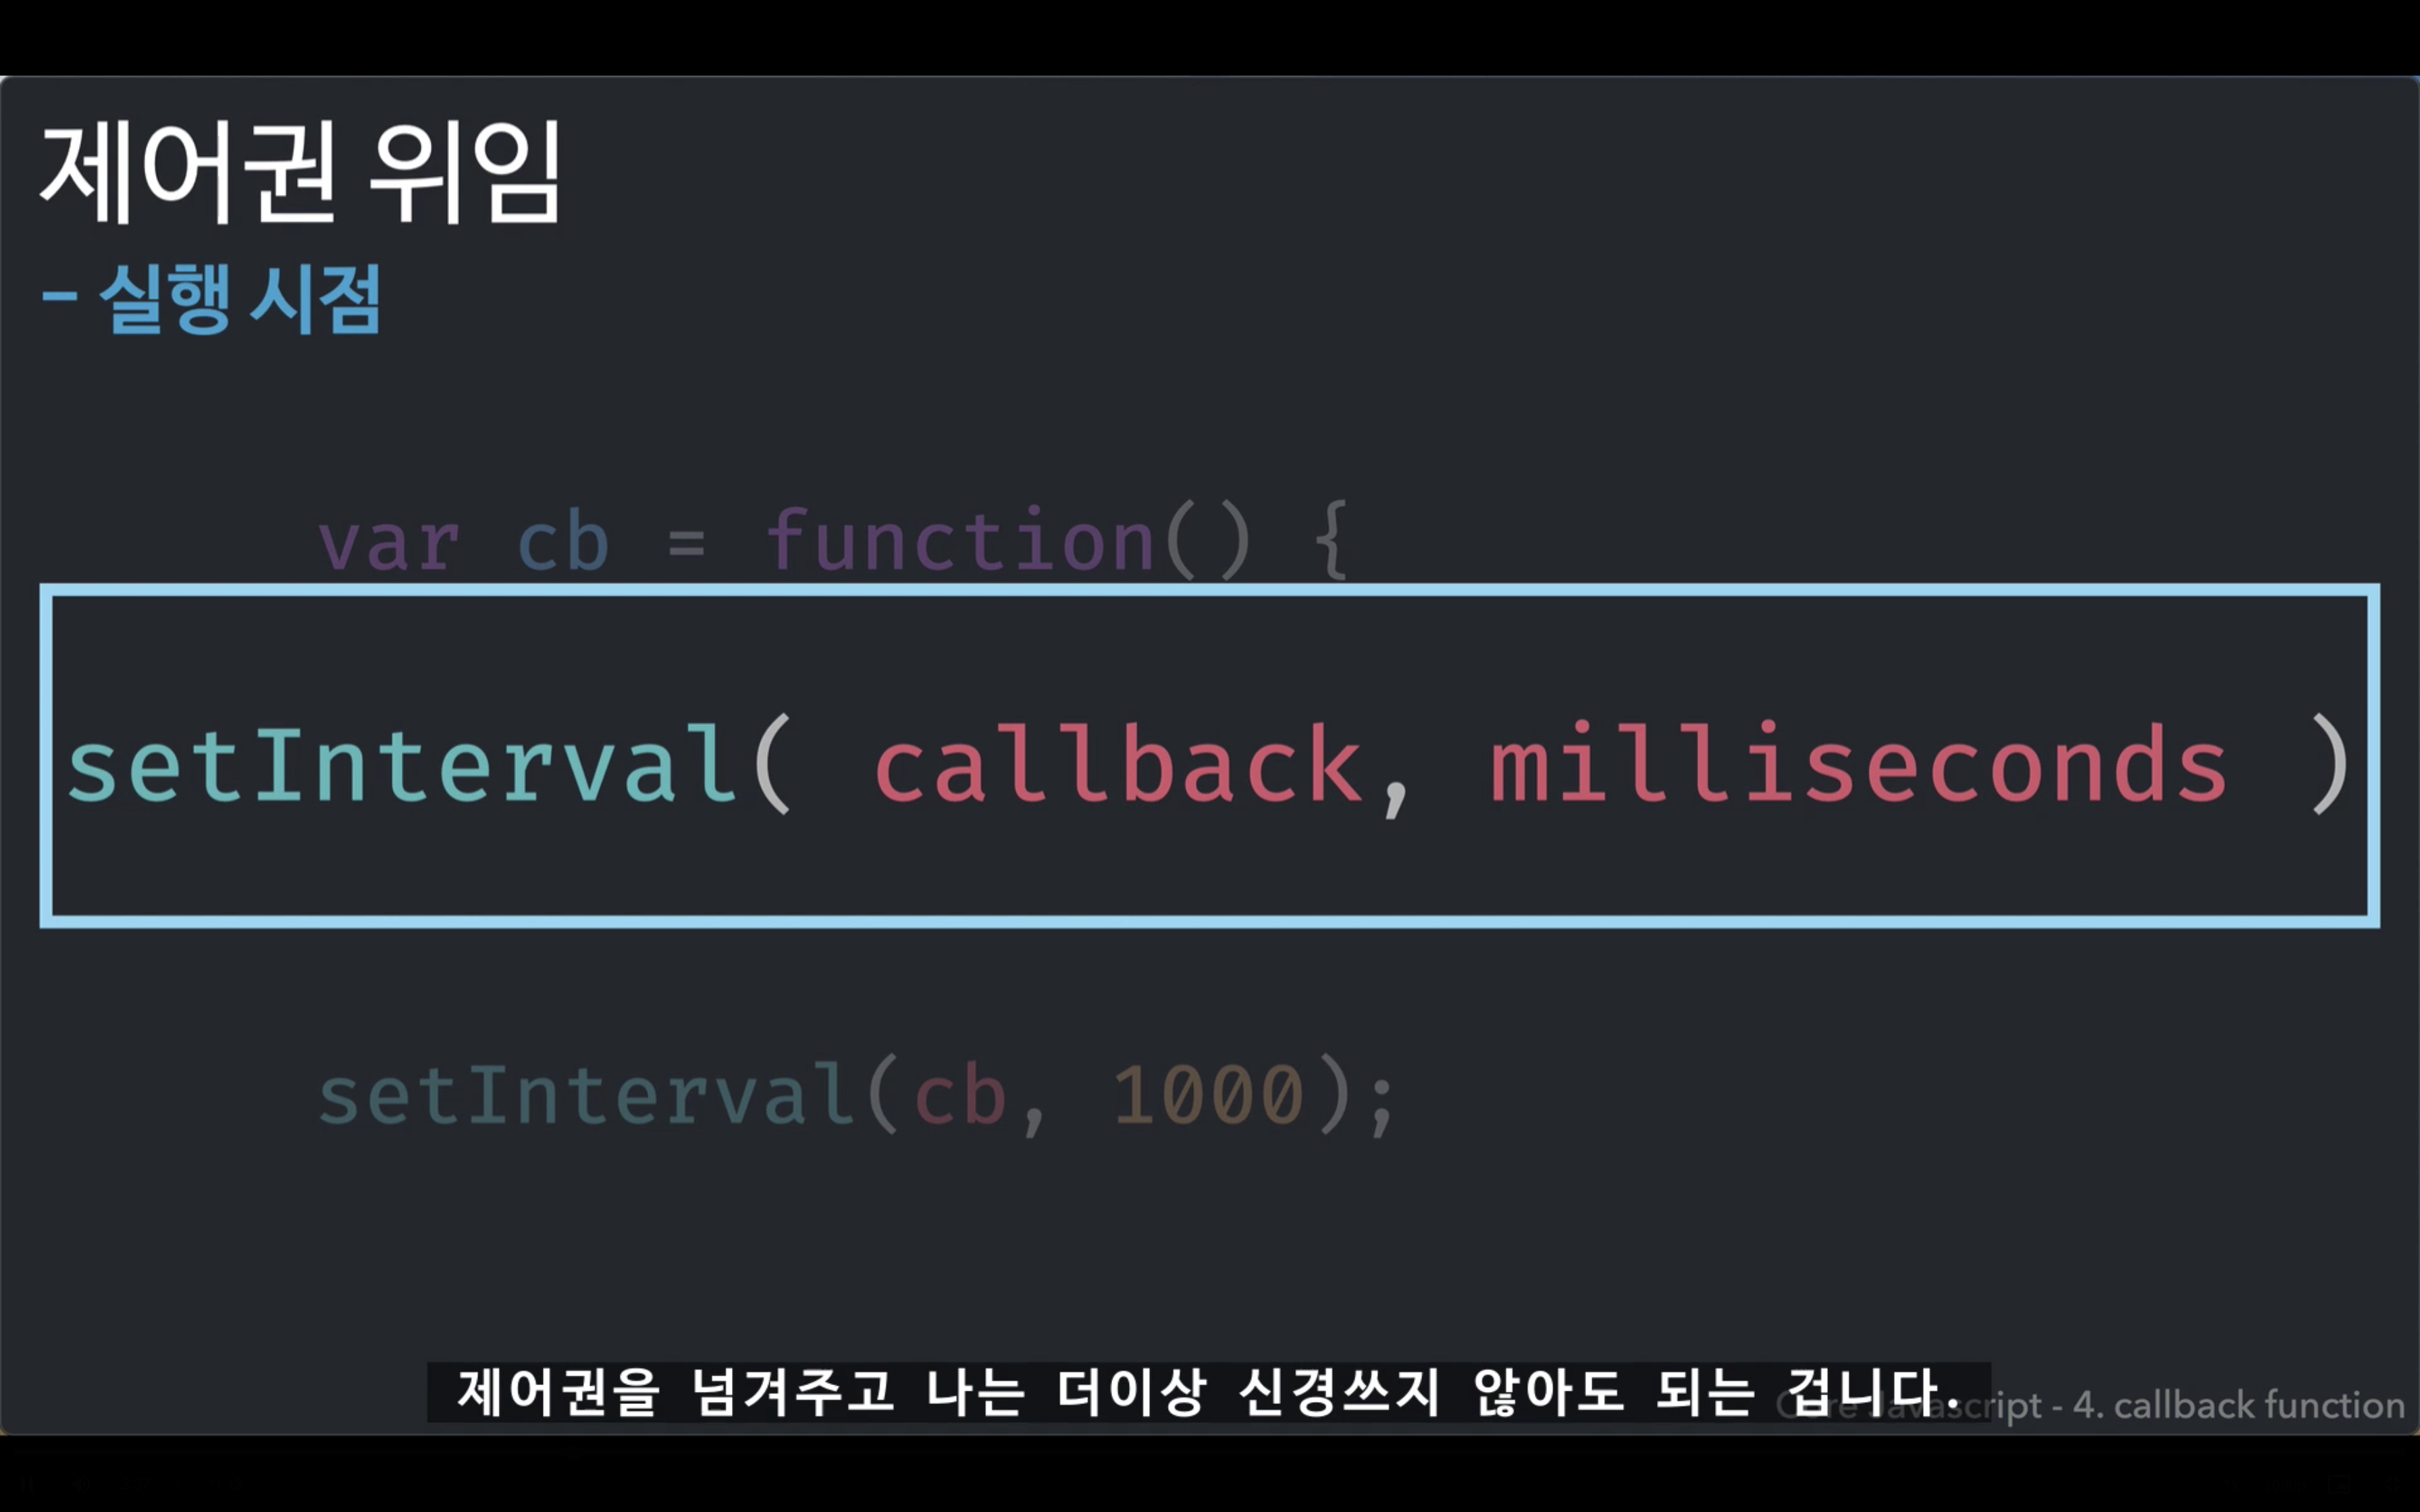 제어권 위임
- 실행 시점
var cb = function() {
setInterval( callback, milliseconds )
setInterval(cb, 1000);
제어권을 넘겨주고 나는 더이상 신경쓰지 않아도 되는 겁니다.
Core Javascript - 4. callback function